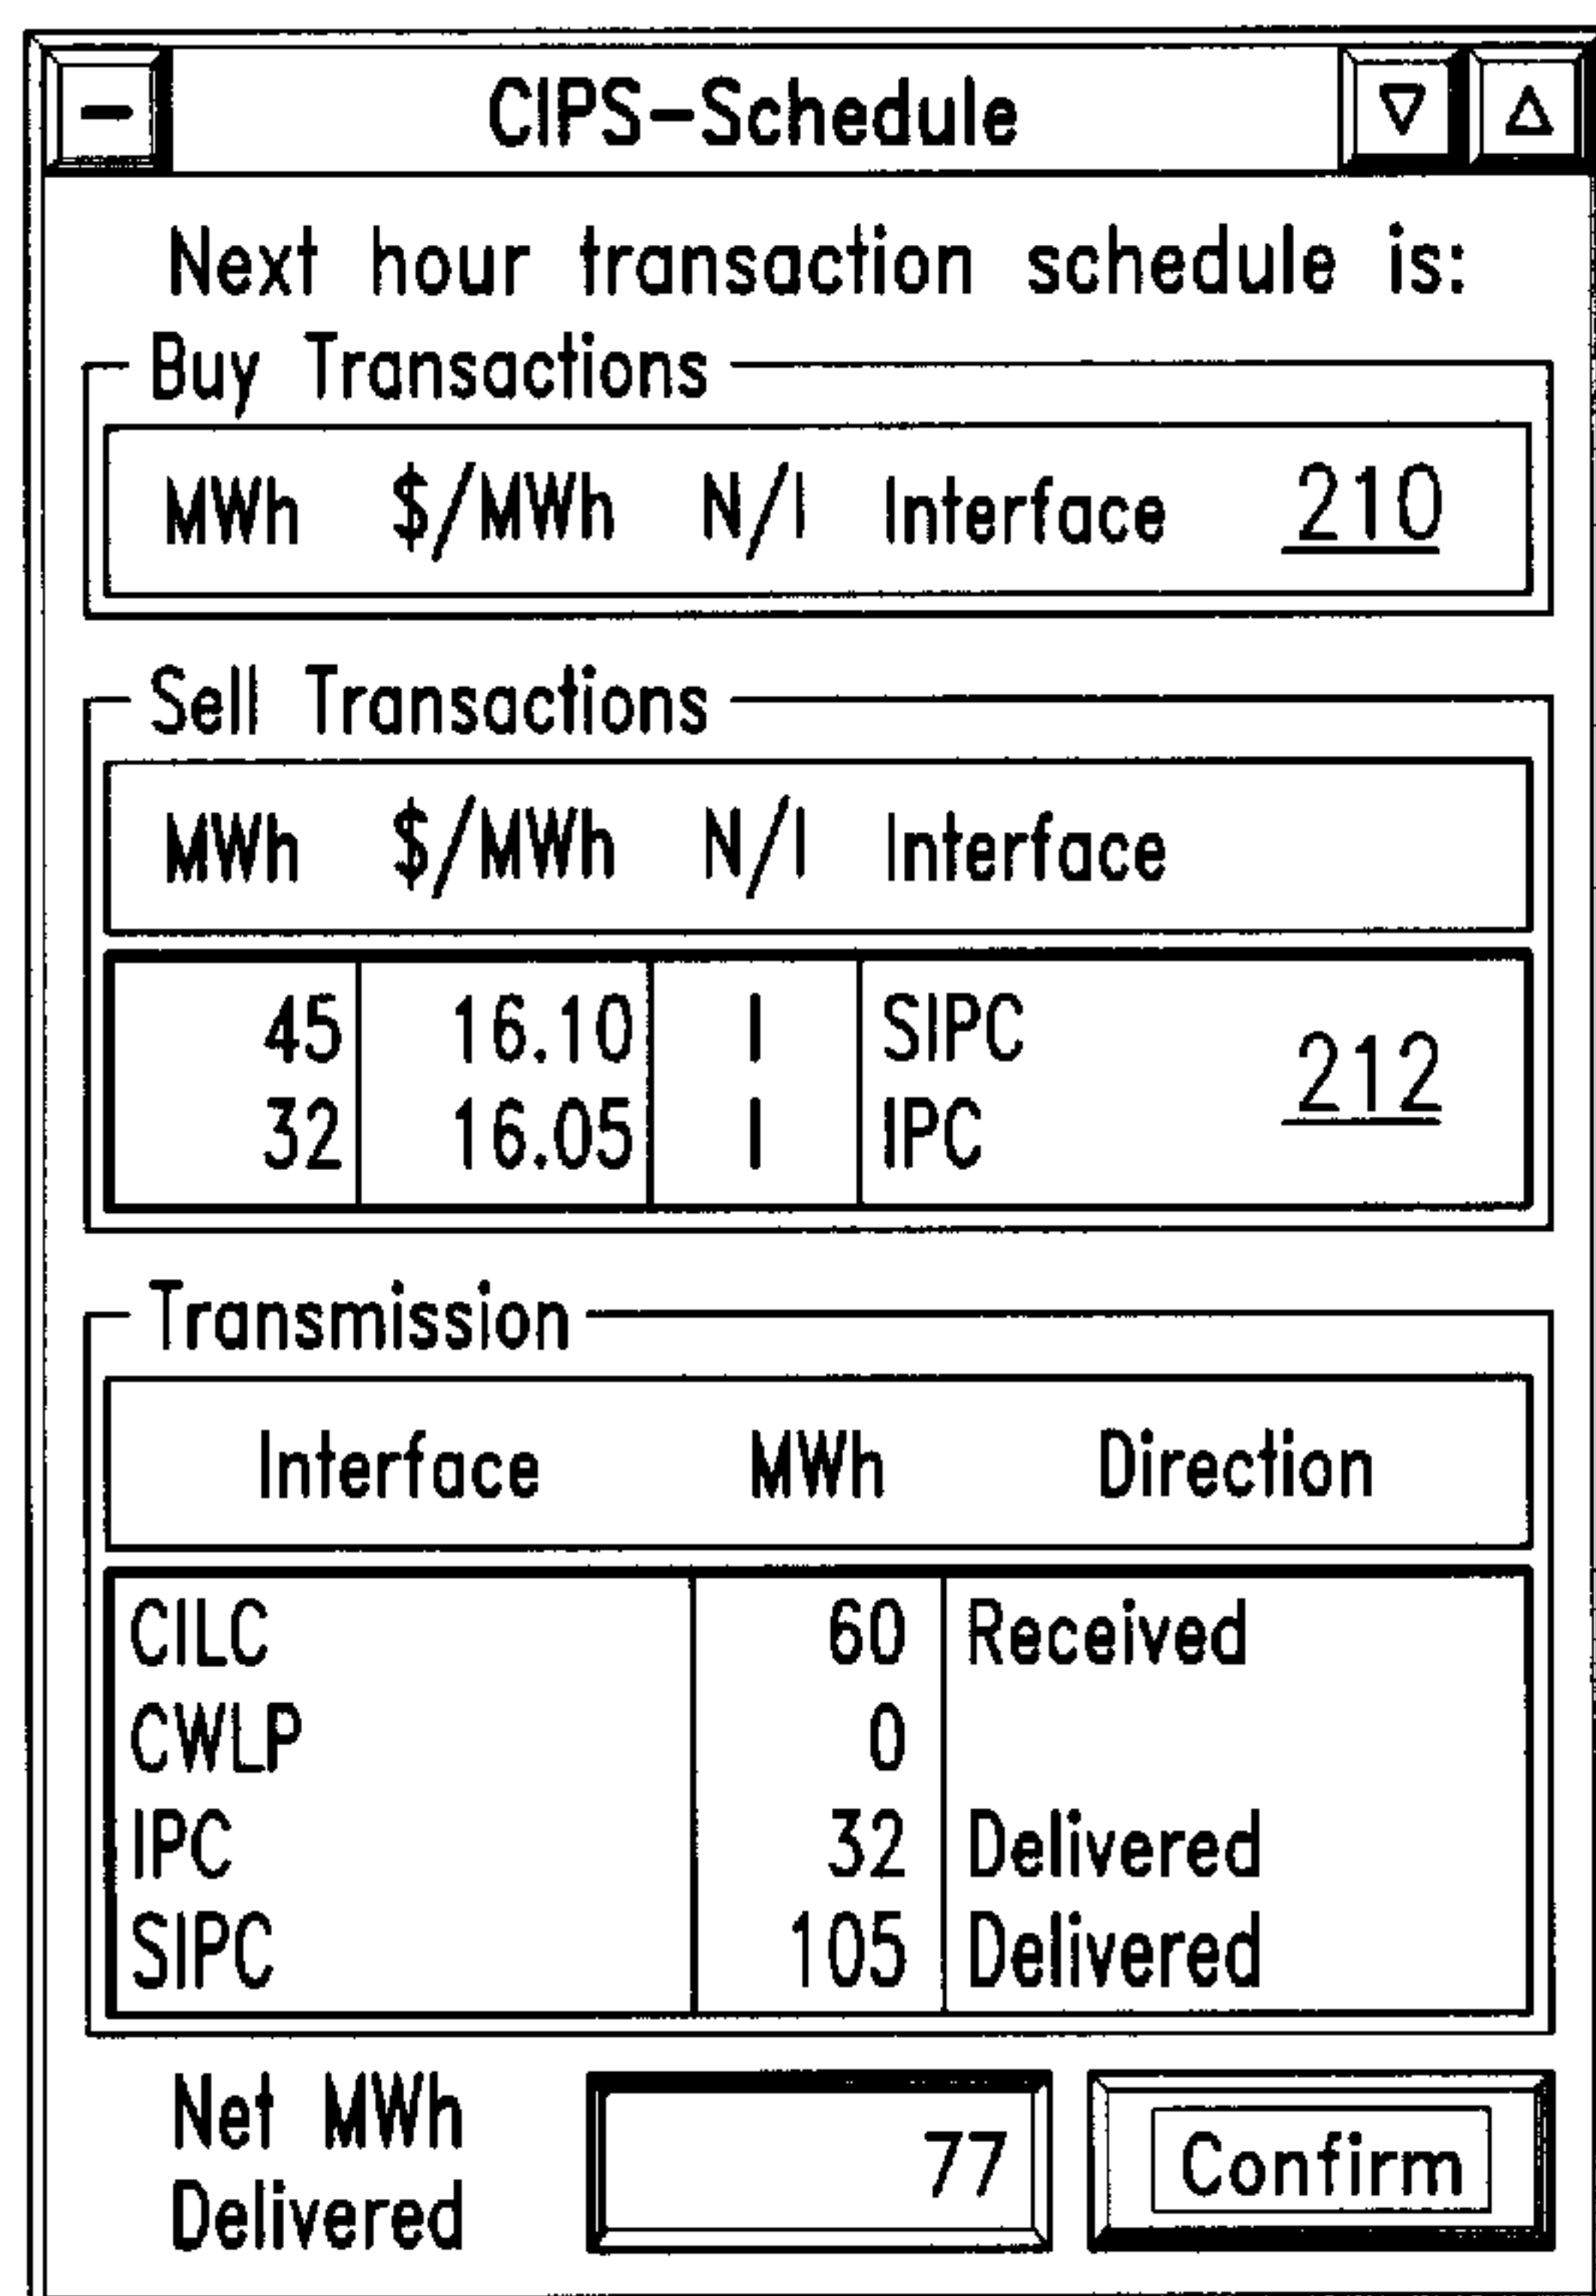 CIPS-Schedule
Next hour transaction schedule is:
Buy Transactions
MWh $/MWh N/I Interface 210
Sell Transactions
MWh $/MWh N/I Interface
45 16.10 I SIPC
212
32 16.05 I IPC
Transmission
Interface MWh Direction
CILC 60 Received
CWLP 0
IPC 32 Delivered
SIPC 105 Delivered
Net MWh
Delivered
77
Confirm